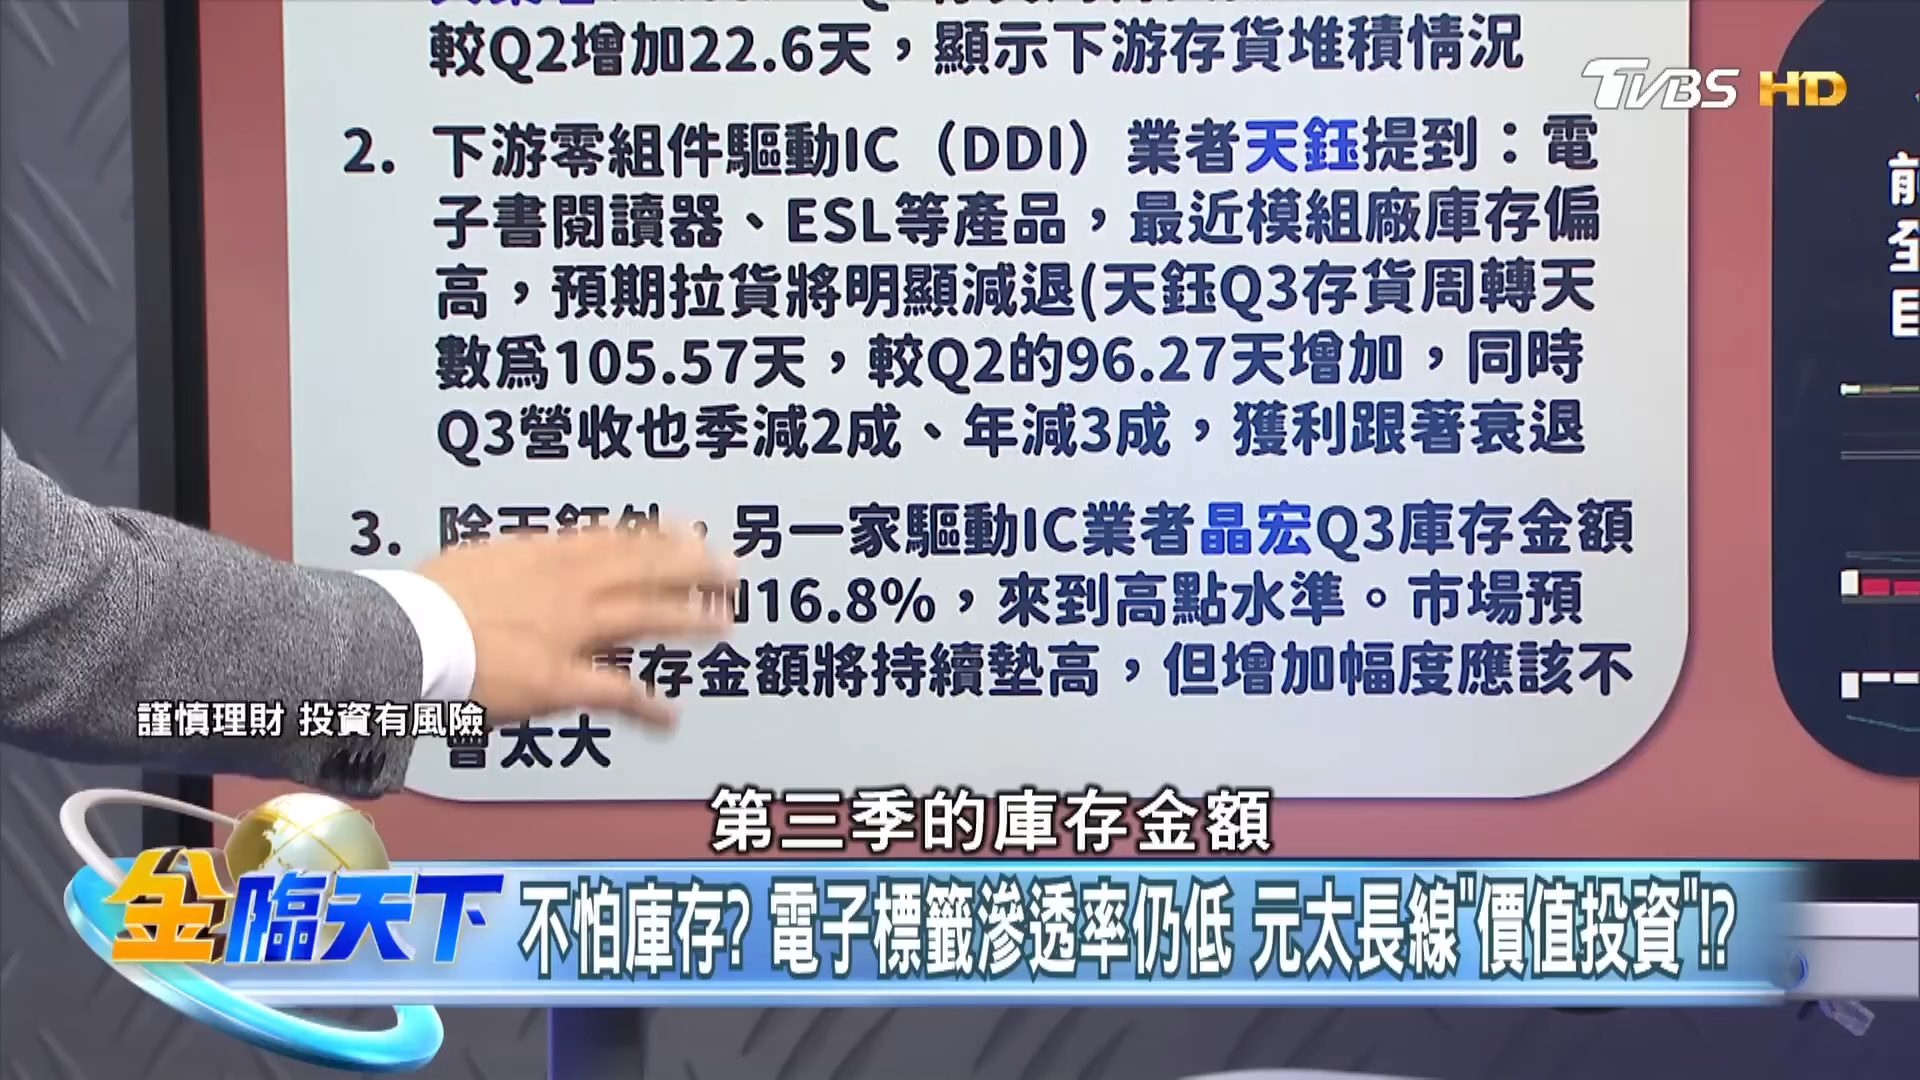 較Q2增加22.6天，顯示下游存貨堆積情況
TVBS HD
2. 下游零組件驅動IC（DDI）業者天鈺提到：電
子書閱讀器、ESL等產品，最近模組廠庫存偏
高，預期拉貨將明顯減退(天鈺Q3存貨周轉天
數為105.57天，較Q2的96.27天增加，同時
Q3營收也季減2成、年減3成，獲利跟著衰退
3. 除天鈺外，另一家驅動IC業者晶宏Q3庫存金額
加16.8%，來到高點水準。市場預
庫存金額將持續墊高，但增加幅度應該不
會太大
謹慎理財 投資有風險
第三季的庫存金額
金臨天下
不怕庫存? 電子標籤滲透率仍低 元太長線"價值投資"!?